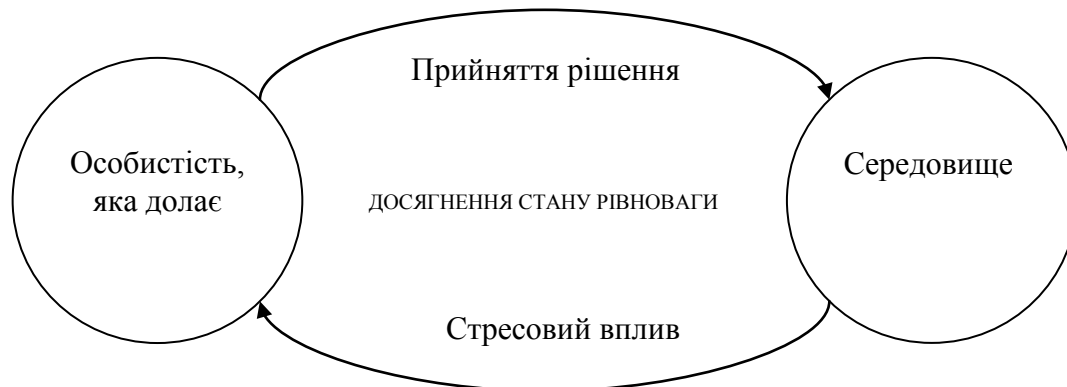 Прийняття рішення
Особистість,
яка долає
Середовище
ДОСЯГНЕННЯ СТАНУ РІВНОВАГИ
Стресовий вплив